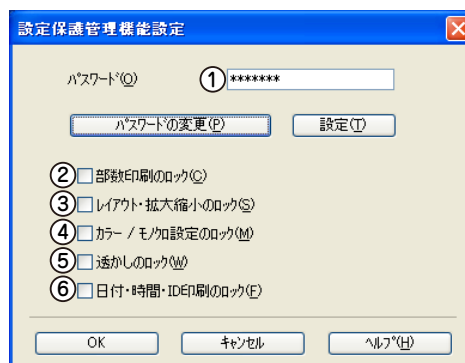 設定保護管理機能設定
パスワード(O) ① *******
パスワードの変更(P) 設定(T)
② 部数印刷のロック(C)
③ レイアウト・拡大縮小のロック(S)
④ カラー / モノクロ設定のロック(M)
⑤ 透かしのロック(W)
⑥ 日付・時間・ID印刷のロック(F)
OK キャンセル ヘルプ(H)